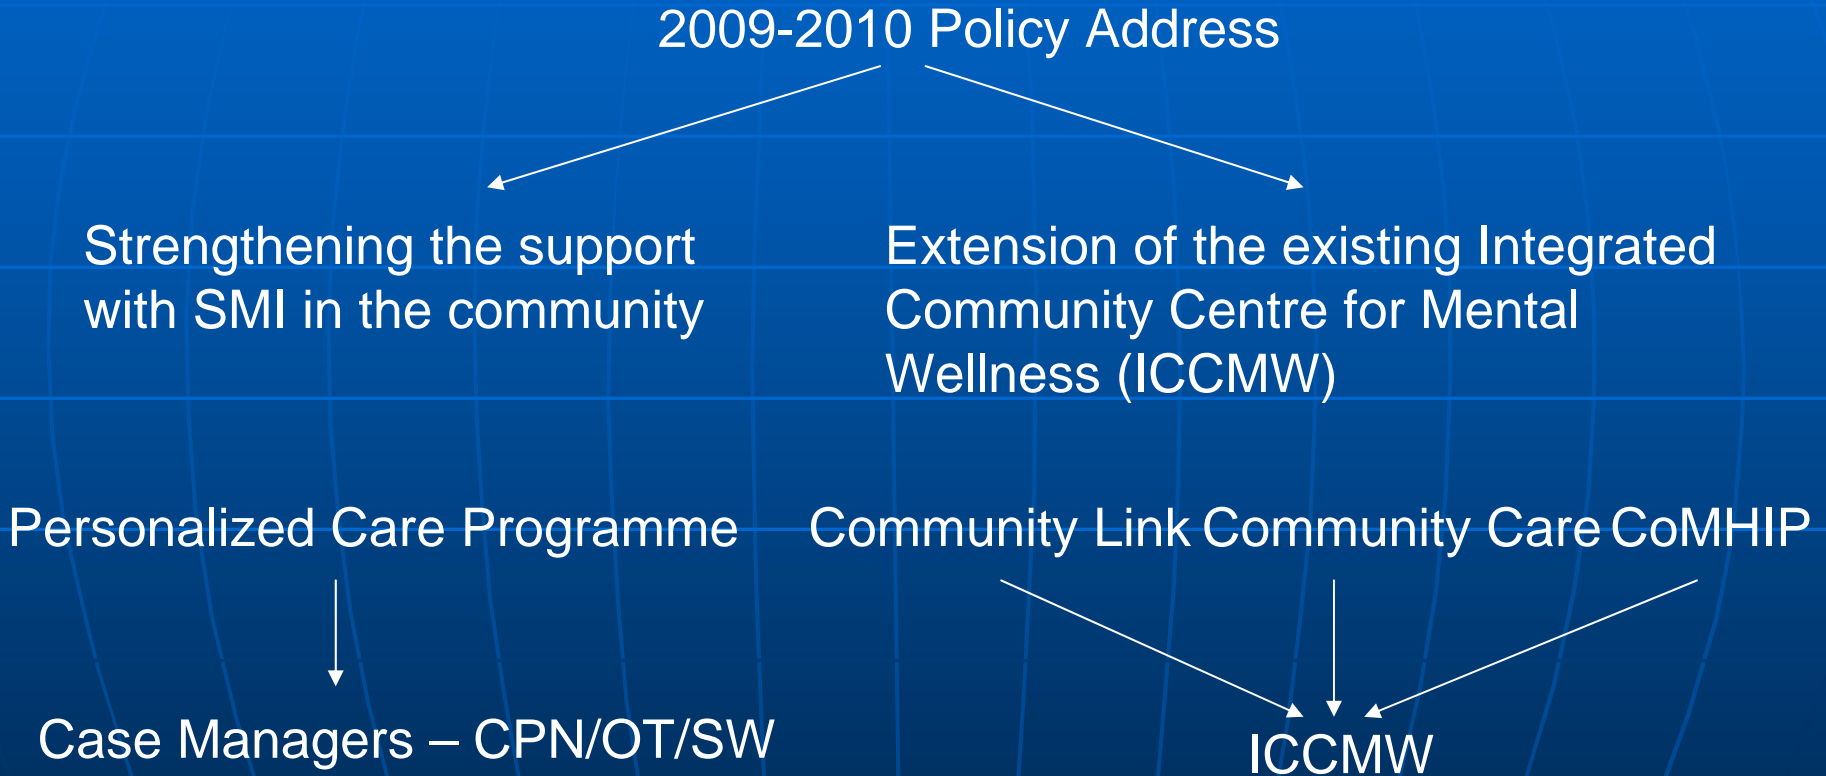 2009-2010 Policy Address
Strengthening the support
with SMI in the community
Extension of the existing Integrated
Community Centre for Mental
Wellness (ICCMW)
Personalized Care Programme
Community Link
Community Care
CoMHIP
Case Managers – CPN/OT/SW
ICCMW